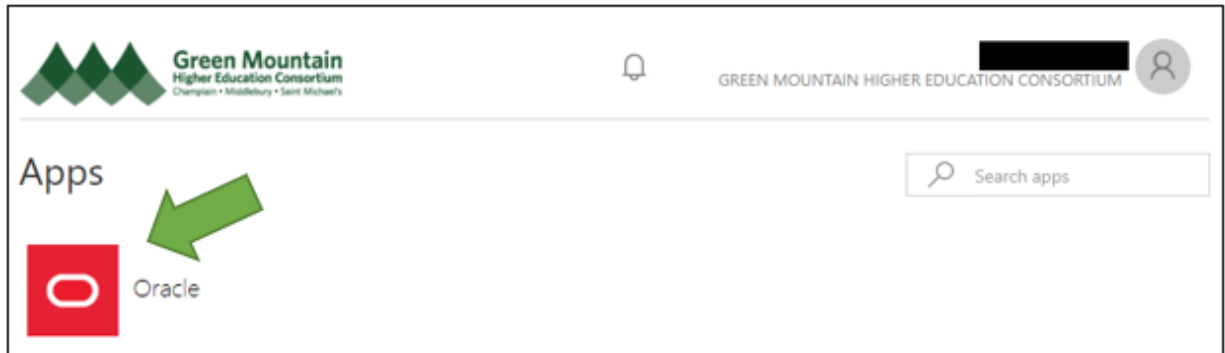 Green Mountain
Higher Education Consortium
Champlain • Middlebury • Saint Michael's
GREEN MOUNTAIN HIGHER EDUCATION CONSORTIUM
Apps
Search apps
Oracle